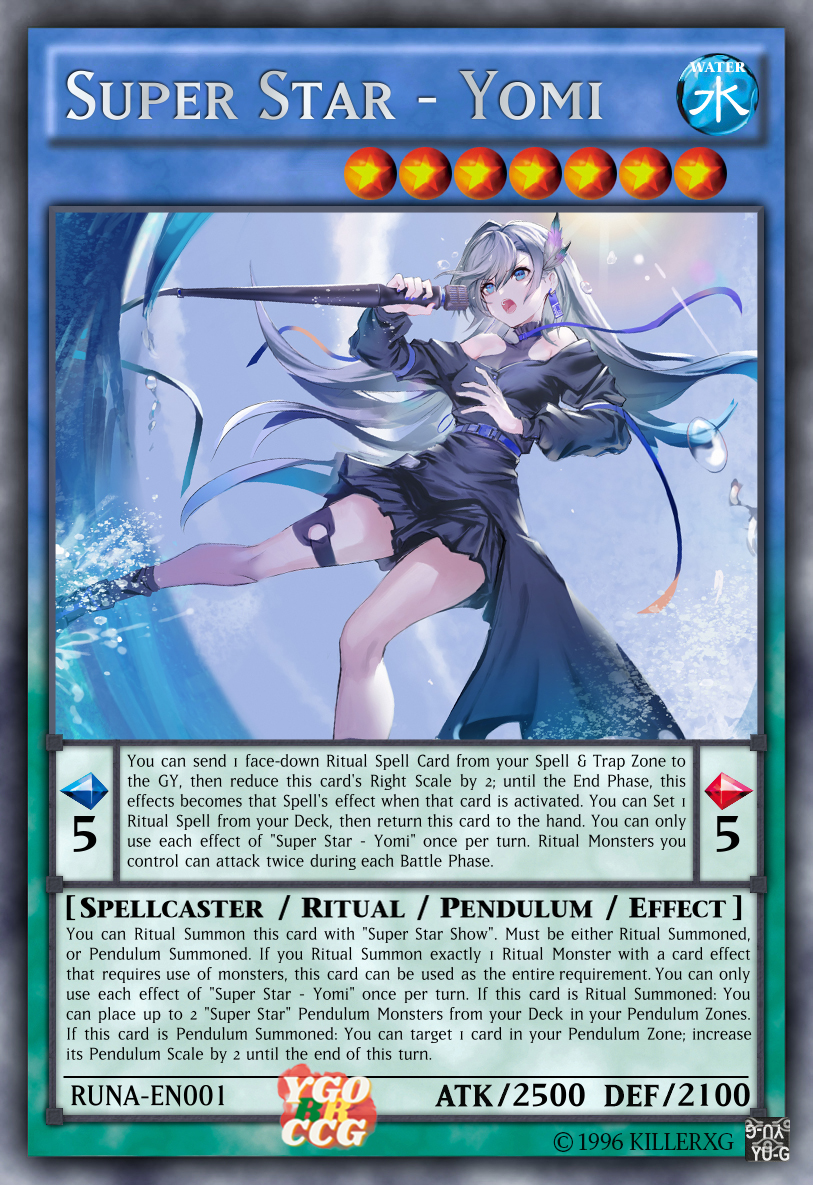 Super Star - Yomi
WATER
水
You can send 1 face-down Ritual Spell Card from your Spell & Trap Zone to
the GY, then reduce this card's Right Scale by 2; until the End Phase, this
effects becomes that Spell's effect when that card is activated. You can Set 1
Ritual Spell from your Deck, then return this card to the hand. You can only
use each effect of "Super Star - Yomi" once per turn. Ritual Monsters you
control can attack twice during each Battle Phase.
5
5
[ Spellcaster / Ritual / Pendulum / Effect ]
You can Ritual Summon this card with "Super Star Show". Must be either Ritual Summoned,
or Pendulum Summoned. If you Ritual Summon exactly 1 Ritual Monster with a card effect
that requires use of monsters, this card can be used as the entire requirement. You can only
use each effect of "Super Star - Yomi" once per turn. If this card is Ritual Summoned: You
can place up to 2 "Super Star" Pendulum Monsters from your Deck in your Pendulum Zones.
If this card is Pendulum Summoned: You can target 1 card in your Pendulum Zone; increase
its Pendulum Scale by 2 until the end of this turn.
RUNA-EN001
YGO
RR
CCG
ATK/2500 DEF/2100
© 1996 KILLERXG